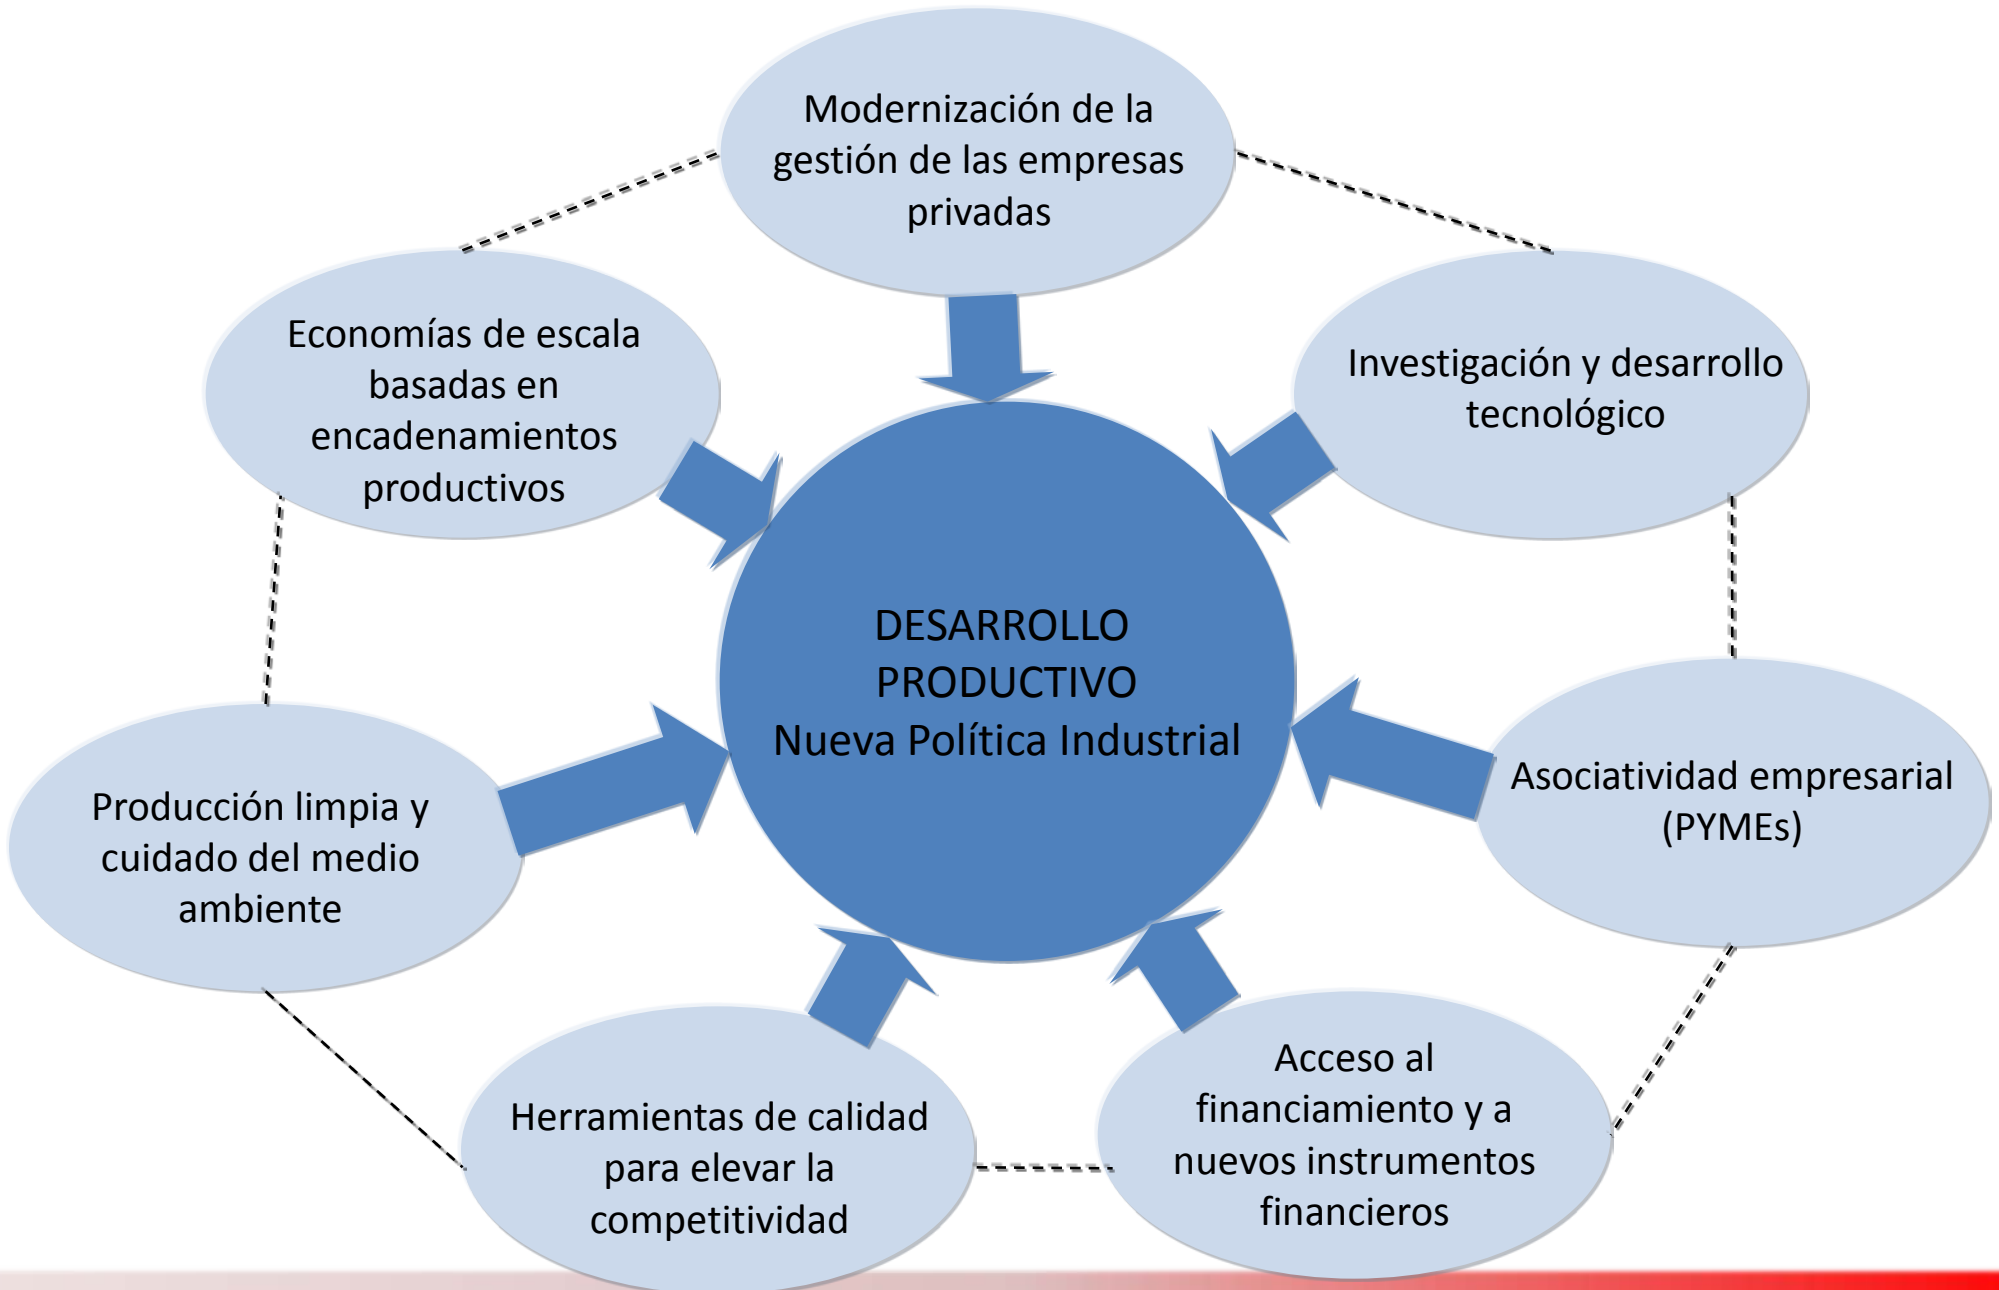 Modernización de la
gestión de las empresas
privadas
Economías de escala
basadas en
encadenamientos
productivos
Investigación y desarrollo
tecnológico
DESARROLLO
PRODUCTIVO
Nueva Política Industrial
Asociatividad empresarial
(PYMEs)
Producción limpia y
cuidado del medio
ambiente
Herramientas de calidad
para elevar la
competitividad
Acceso al
financiamiento y a
nuevos instrumentos
financieros